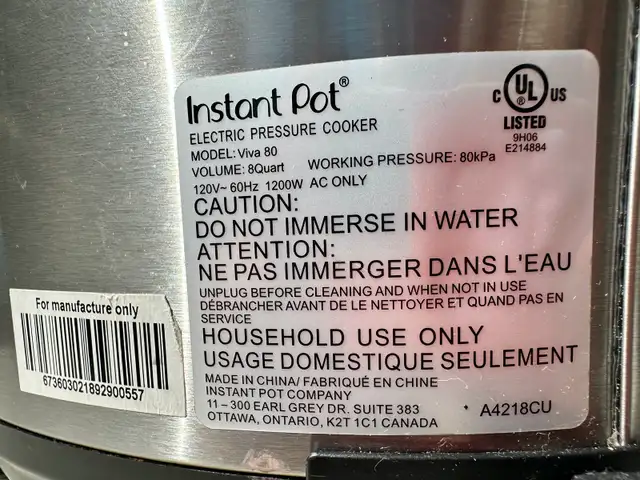 Instant Pot®
ELECTRIC PRESSURE COOKER
MODEL: Viva 80
VOLUME: 8Quart WORKING PRESSURE: 80kPa
120V~ 60Hz 1200W AC ONLY
C UL ® US
LISTED
9H06
E214884
CAUTION:
DO NOT IMMERSE IN WATER
ATTENTION:
NE PAS IMMERGER DANS L'EAU
UNPLUG BEFORE CLEANING AND WHEN NOT IN USE
DÉBRANCHER AVANT DE LE NETTOYER ET QUAND PAS EN
SERVICE
HOUSEHOLD USE ONLY
USAGE DOMESTIQUE SEULEMENT
MADE IN CHINA/ FABRIQUÉ EN CHINE
INSTANT POT COMPANY
11 – 300 EARL GREY DR. SUITE 383
OTTAWA, ONTARIO, K2T 1C1 CANADA
A4218CU
For manufacture only
673603021892900557